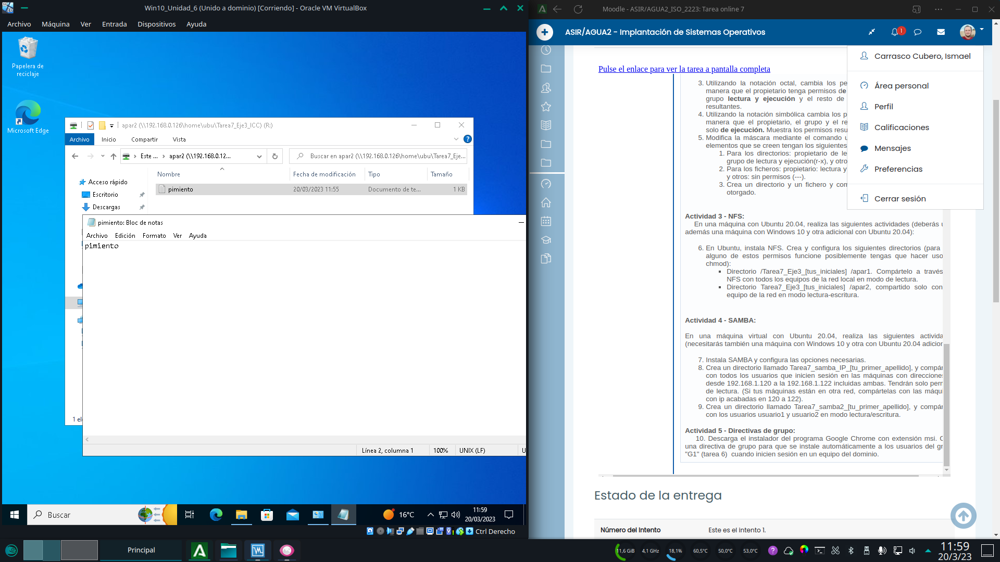 Win10_Unidad_6 (Unido a dominio) [Corriendo] - Oracle VM VirtualBox
Archivo Máquina Ver Entrada Dispositivos Ayuda
Papelera de
reciclaje
Microsoft Edge
apar2 (\\192.168.0.126\home\ubu\Tarea7_Eje3_ICC) (R:)
Archivo Inicio Compartir Vista
Este ... apar2 (\\192.168.0.12... Buscar en apar2 (\\192.168.0.126\home\ubu\Tarea7_Eje...
Nombre Fecha de modificación Tipo Tamaño
Acceso rápido
Escritorio
Descargas
pimiento 20/03/2023 11:55 Documento de te... 1 KB
1 ele
pimiento: Bloc de notas
Archivo Edición Formato Ver Ayuda
pimiento
Línea 2, columna 1 100% UNIX (LF) U
Buscar
16°C
11:59
20/03/2023
Ctrl Derecho
Moodle - ASIR/AGUA2_ISO_2223: Tarea online 7
ASIR/AGUA2 - Implantación de Sistemas Operativos
1
Carrasco Cubero, Ismael
Área personal
Perfil
Calificaciones
Mensajes
Preferencias
Cerrar sesión
Pulse el enlace para ver la tarea a pantalla completa
3. Utilizando la notación octal, cambia los pe
manera que el propietario tenga permisos de
grupo lectura y ejecución y el resto de
resultantes.
4. Utilizando la notación simbólica cambia los p
manera que el propietario, el grupo y el re
solo de ejecución. Muestra los permisos resu
5. Modifica la máscara mediante el comando u
elementos que se creen tengan los siguientes
1. Para los directorios: propietario de le
grupo de lectura y ejecución(r-x), y otro
2. Para los ficheros: propietario: lectura y
y otros: sin permisos (---).
3. Crea un directorio y un fichero y com
otorgado.
Actividad 3 - NFS:
En una máquina con Ubuntu 20.04, realiza las siguientes actividades (deberás u
además una máquina con Windows 10 y otra adicional con Ubuntu 20.04):
6. En Ubuntu, instala NFS. Crea y configura los siguientes directorios (para
alguno de estos permisos funcione posiblemente tengas que hacer uso
chmod):
▪ Directorio /Tarea7_Eje3_[tus_iniciales] /apar1. Compártelo a través
NFS con todos los equipos de la red local en modo de lectura.
▪ Directorio Tarea7_Eje3_[tus_iniciales] /apar2, compartido solo con
equipo de la red en modo lectura-escritura.
Actividad 4 - SAMBA:
En una máquina virtual con Ubuntu 20.04, realiza las siguientes activida
(necesitarás también una máquina con Windows 10 y otra con Ubuntu 20.04 adicion
7. Instala SAMBA y configura las opciones necesarias.
8. Crea un directorio llamado Tarea7_samba_IP_[tu_primer_apellido], y compár
con todos los usuarios que inicien sesión en las máquinas con direcciones
desde 192.168.1.120 a la 192.168.1.122 incluidas ambas. Tendrán solo perm
de lectura. (Si tus máquinas están en otra red, compártelas con las máqui
con ip acabadas en 120 a 122).
9. Crea un directorio llamado Tarea7_samba2_[tu_primer_apellido], y compár
con los usuarios usuario1 y usuario2 en modo lectura/escritura.
Actividad 5 - Directivas de grupo:
10. Descarga el instalador del programa Google Chrome con extensión msi. C
una directiva de grupo para que se instale automáticamente a los usuarios del gr
"G1" (tarea 6) cuando inicien sesión en un equipo del dominio.
Estado de la entrega
Número del Intento Este es el intento 1.
Principal
11,6 GiB 4,1 GHz 18,1% 60,5°C 50,0°C 53,0°C
11:59
20/3/23